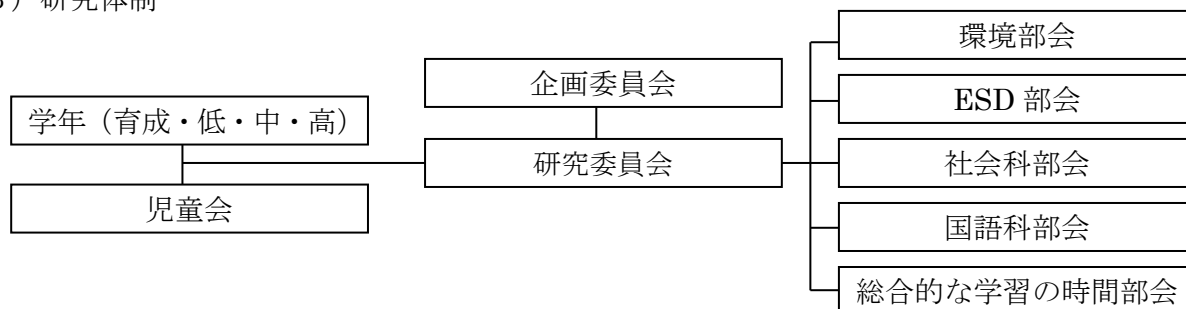 ）研究体制
学年（育成・低・中・高）
児童会
企画委員会
研究委員会
環境部会
ESD 部会
社会科部会
国語科部会
総合的な学習の時間部会